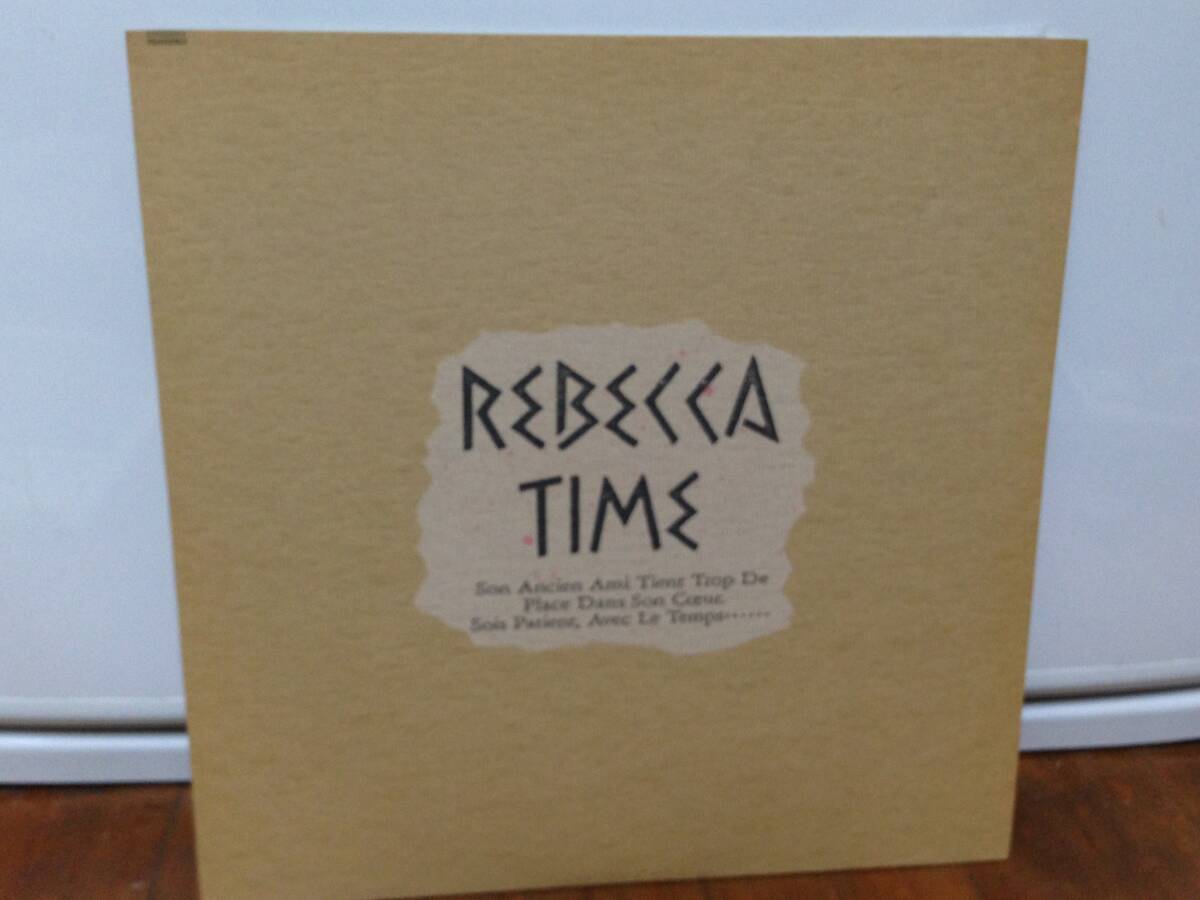 REBECCA
TIME
Son Ancien Ami Tient Trop De
Place Dans Son Cœur.
Sois Patient, Avec Le Temps······